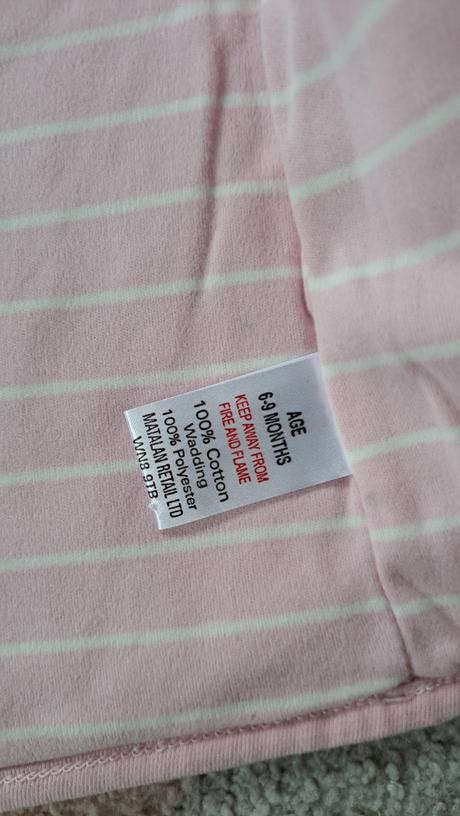 AGE
6-9 MONTHS
KEEP AWAY FROM
FIRE AND FLAME
100% Cotton
Wadding
100% Polyester
MATALAN RETAIL LTD
WN8 9TB